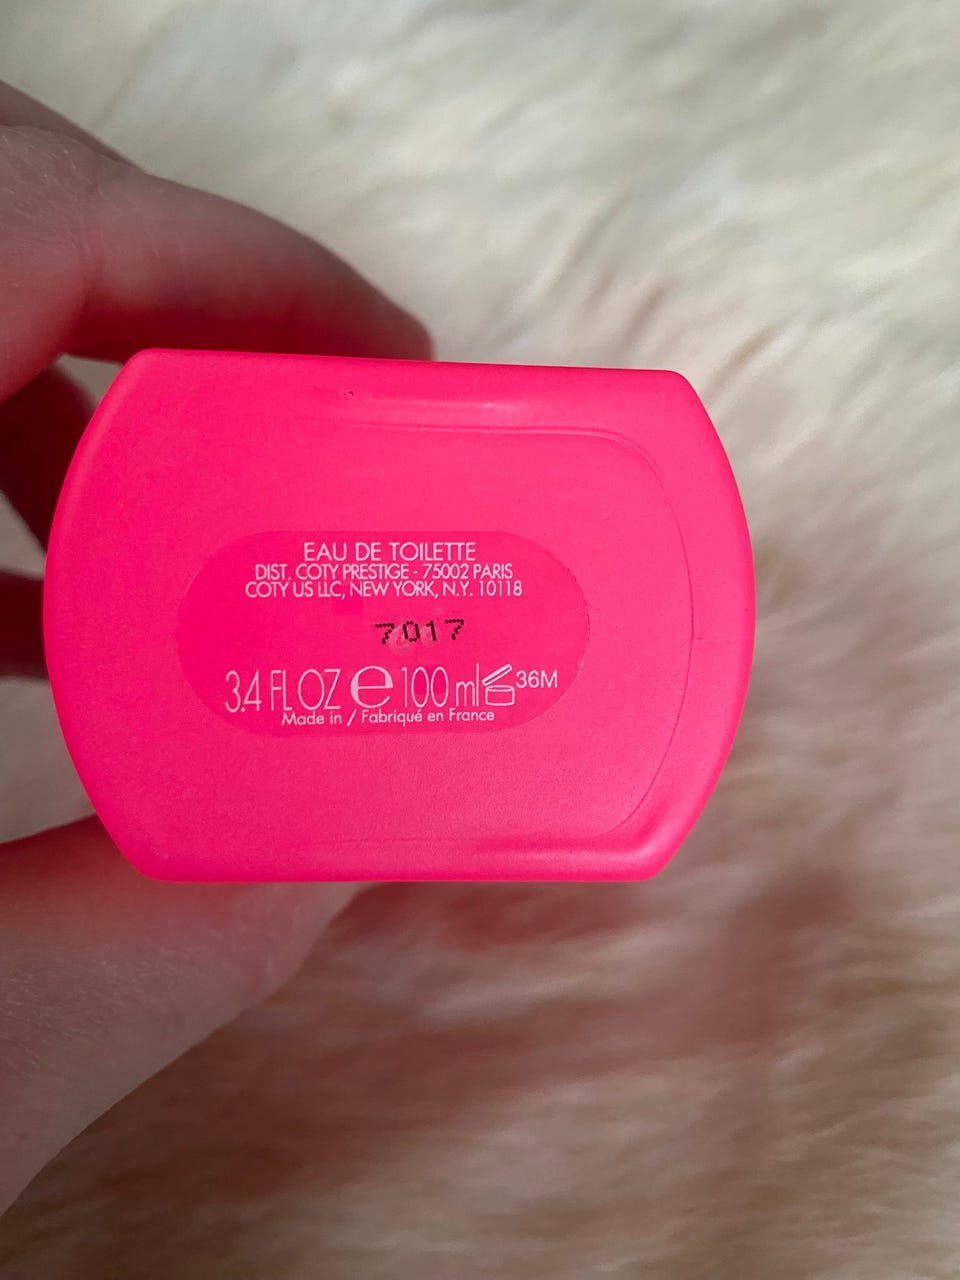 EAU DE TOILETTE
DIST. COTY PRESTIGE - 75002 PARIS
COTY US LLC, NEW YORK, N.Y. 10118
7017
3.4 FL OZ e 100 ml 36M
Made in / Fabriqué en France